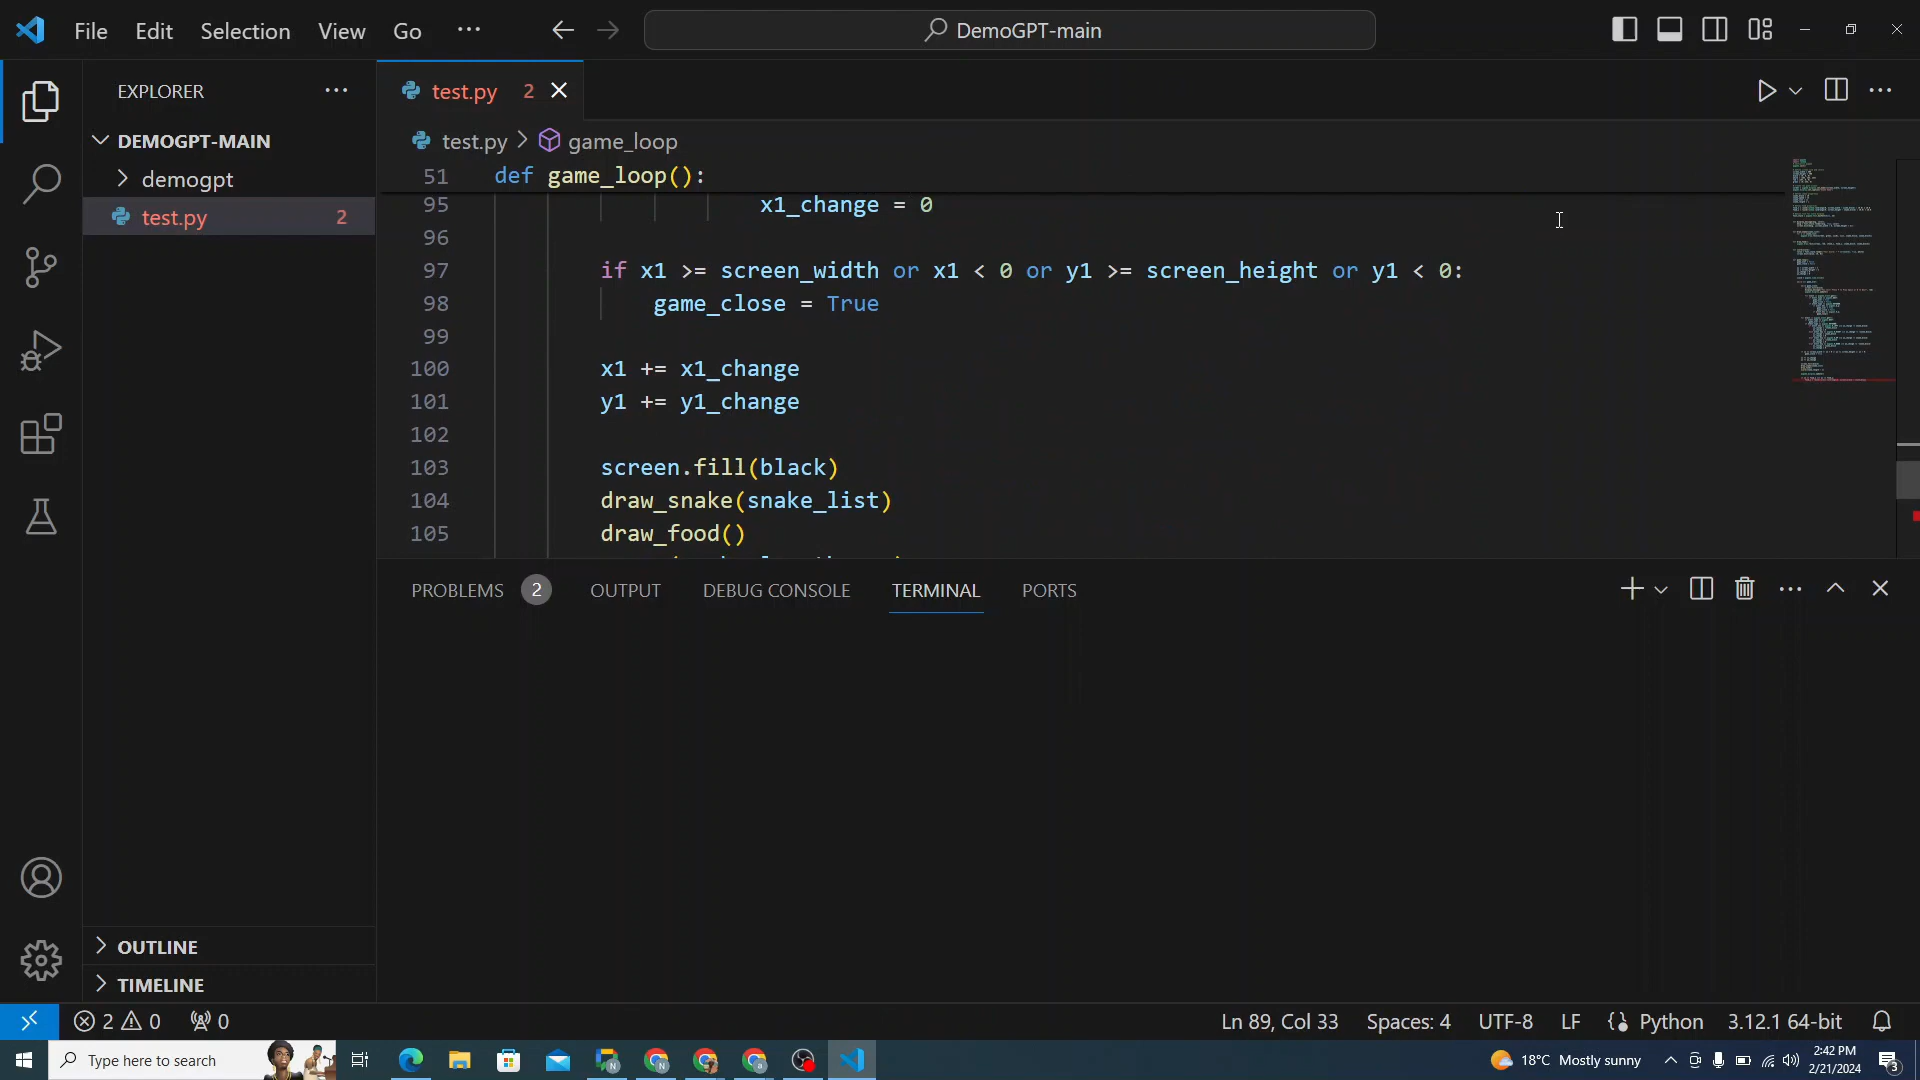 File Edit Selection View Go ··· DemoGPT-main
EXPLORER ···
DEMOGPT-MAIN
demogpt
test.py 2
test.py 2
test.py > game_loop
51 def game_loop():
95 x1_change = 0
96
97 if x1 >= screen_width or x1 < 0 or y1 >= screen_height or y1 < 0:
98 game_close = True
99
100 x1 += x1_change
101 y1 += y1_change
102
103 screen.fill(black)
104 draw_snake(snake_list)
105 draw_food()
PROBLEMS 2 OUTPUT DEBUG CONSOLE TERMINAL PORTS
OUTLINE
TIMELINE
2 0 0 Ln 89, Col 33 Spaces: 4 UTF-8 LF {} Python 3.12.1 64-bit
Type here to search 18°C Mostly sunny 2:42 PM
2/21/2024 3